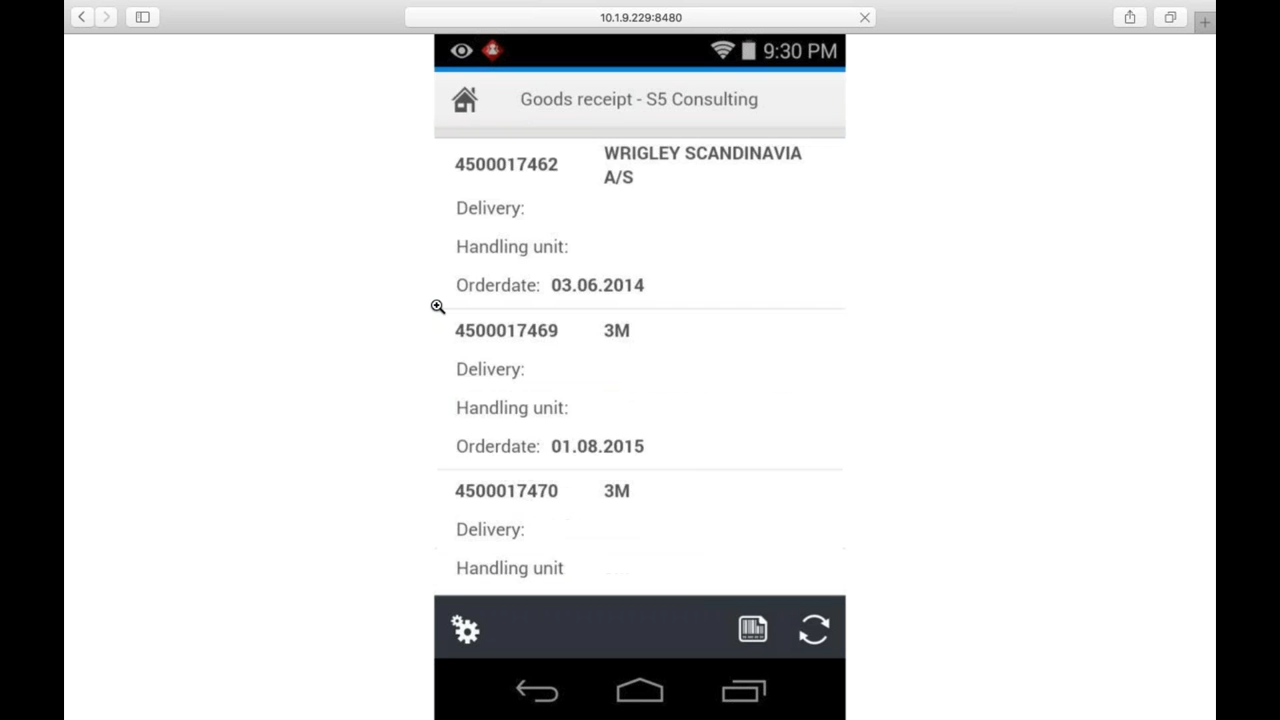 10.1.9.229:8480
9:30 PM
Goods receipt - S5 Consulting
4500017462 WRIGLEY SCANDINAVIA
A/S
Delivery:
Handling unit:
Orderdate: 03.06.2014
4500017469 3M
Delivery:
Handling unit:
Orderdate: 01.08.2015
4500017470 3M
Delivery:
Handling unit